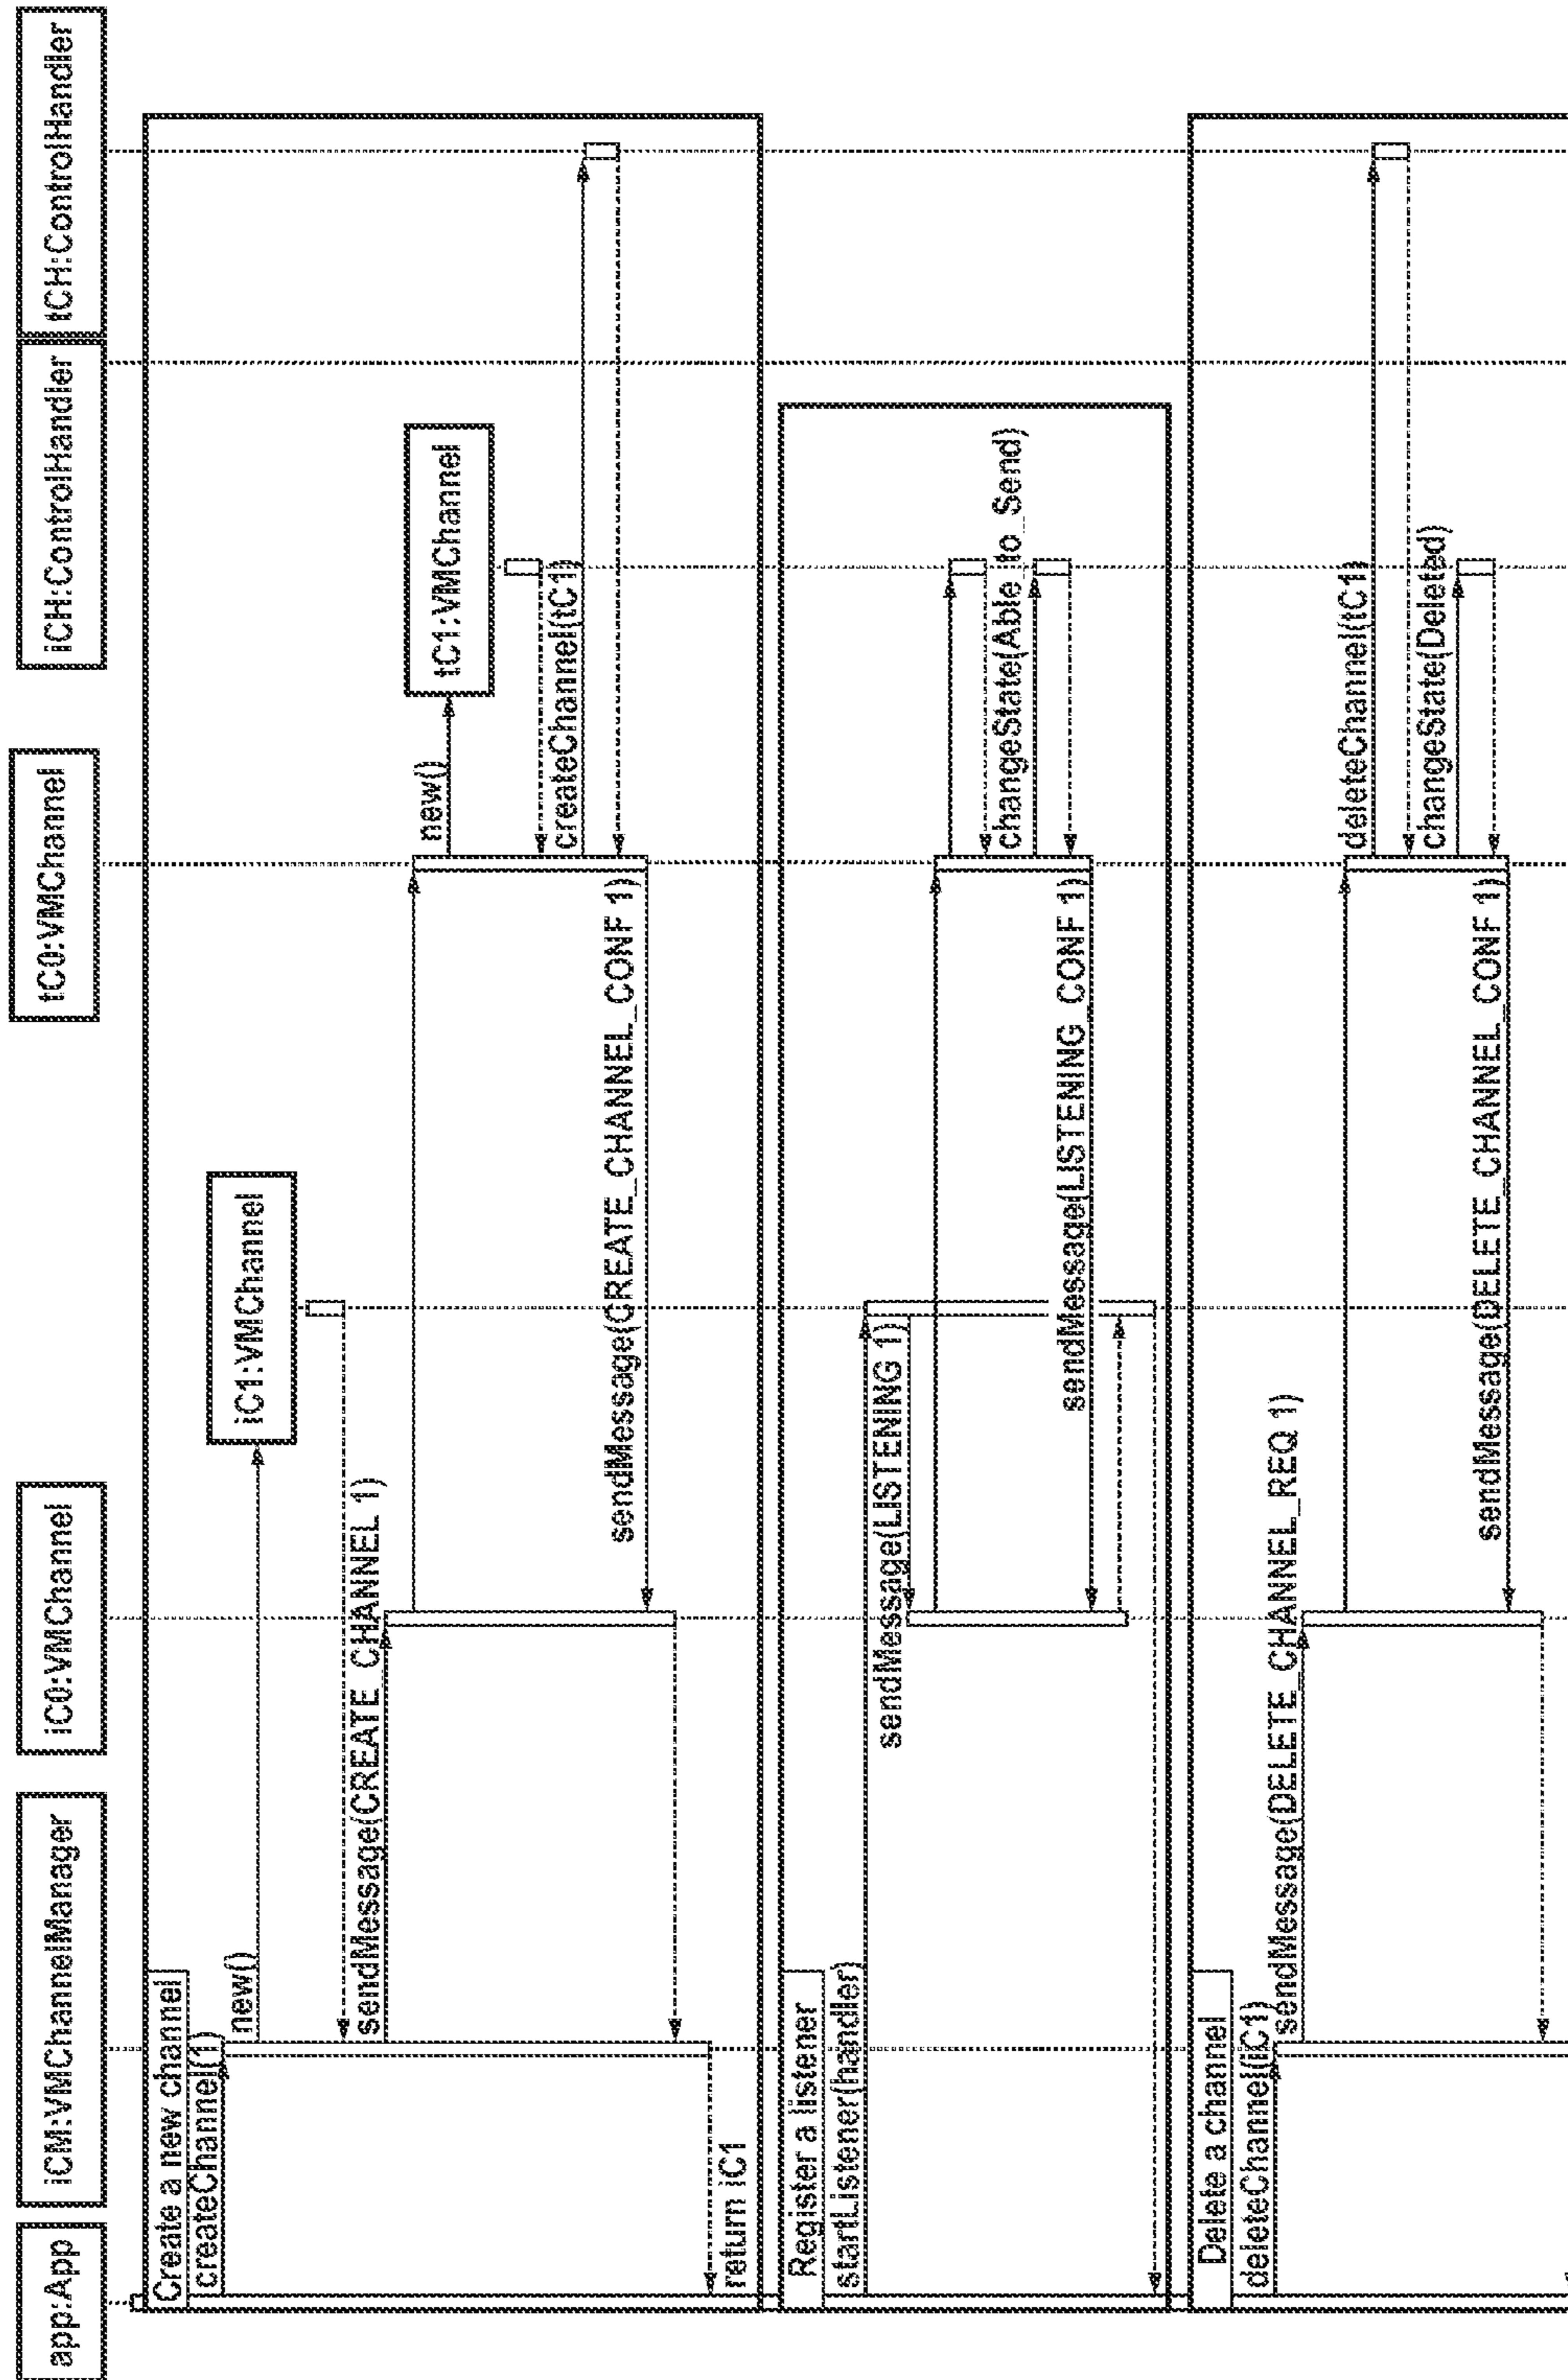 app:App
iCM:VMChannelManager
iC0:VMChannel
tC0:VMChannel
iCH:ControlHandler
tCH:ControlHandler
Create a new channel
createChannel(1)
new()
iC1:VMChannel
sendMessage(CREATE_CHANNEL 1)
new()
tC1:VMChannel
createChannel(tC1)
sendMessage(CREATE_CHANNEL_CONF 1)
return iC1
Register a listener
startListener(handler)
sendMessage(LISTENING 1)
changeState(Able_to_Send)
sendMessage(LISTENING_CONF 1)
Delete a channel
deleteChannel(iC1)
sendMessage(DELETE_CHANNEL_REQ 1)
deleteChannel(tC1)
changeState(Deleted)
sendMessage(DELETE_CHANNEL_CONF 1)